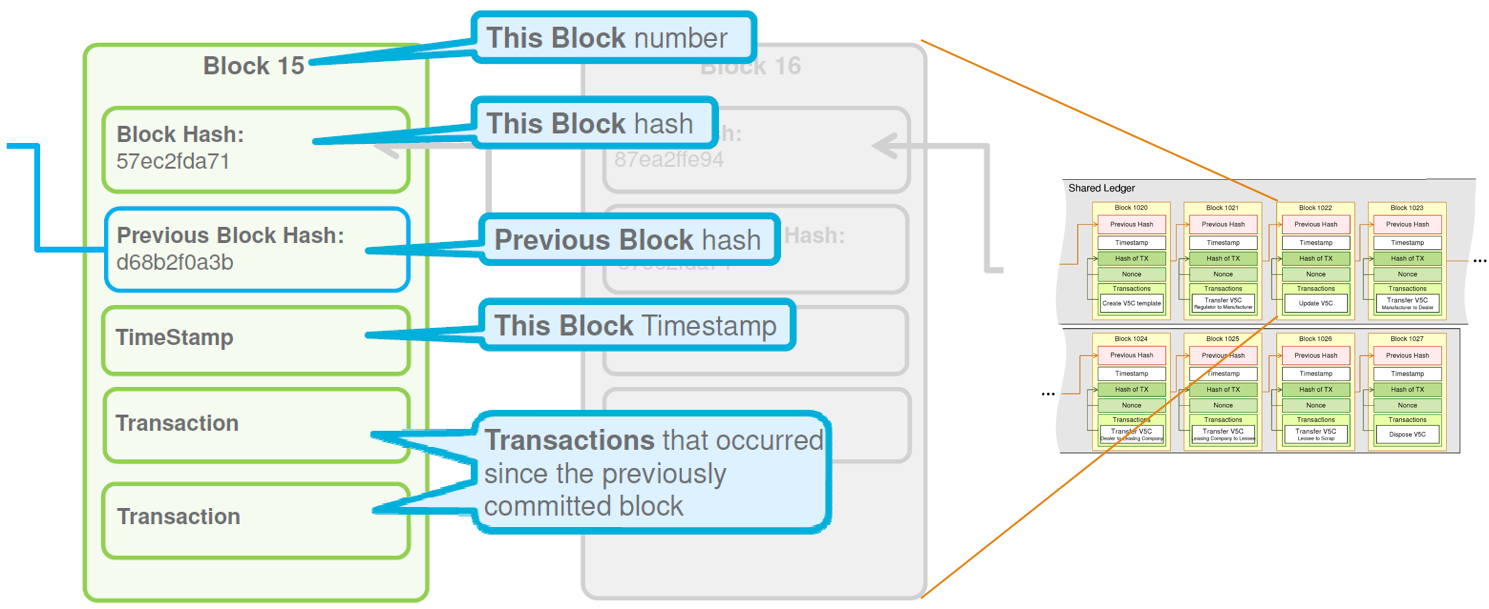 This Block number
Block 15
Block 16
This Block hash
Block Hash:
57ec2fda71
sh:
87ea2ffe94
Previous Block Hash:
d68b2f0a3b
Previous Block hash
Hash:
TimeStamp
This Block Timestamp
Transaction
Transactions that occurred
since the previously
committed block
Transaction
Shared Ledger
Block 1020
Previous Hash
Timestamp
Hash of TX
Nonce
Transactions
Create V5C template
Block 1021
Previous Hash
Timestamp
Hash of TX
Nonce
Transactions
Transfer V5C
Regulator to Manufacturer
Block 1022
Previous Hash
Timestamp
Hash of TX
Nonce
Transactions
Update V5C
Block 1023
Previous Hash
Timestamp
Hash of TX
Nonce
Transactions
Transfer V5C
Manufacturer to Dealer
...
...
Block 1024
Previous Hash
Timestamp
Hash of TX
Nonce
Transactions
Transfer V5C
Dealer to Leasing Company
Block 1025
Previous Hash
Timestamp
Hash of TX
Nonce
Transactions
Transfer V5C
Leasing Company to Lessee
Block 1026
Previous Hash
Timestamp
Hash of TX
Nonce
Transactions
Transfer V5C
Lessee to Scrap
Block 1027
Previous Hash
Timestamp
Hash of TX
Nonce
Transactions
Dispose V5C